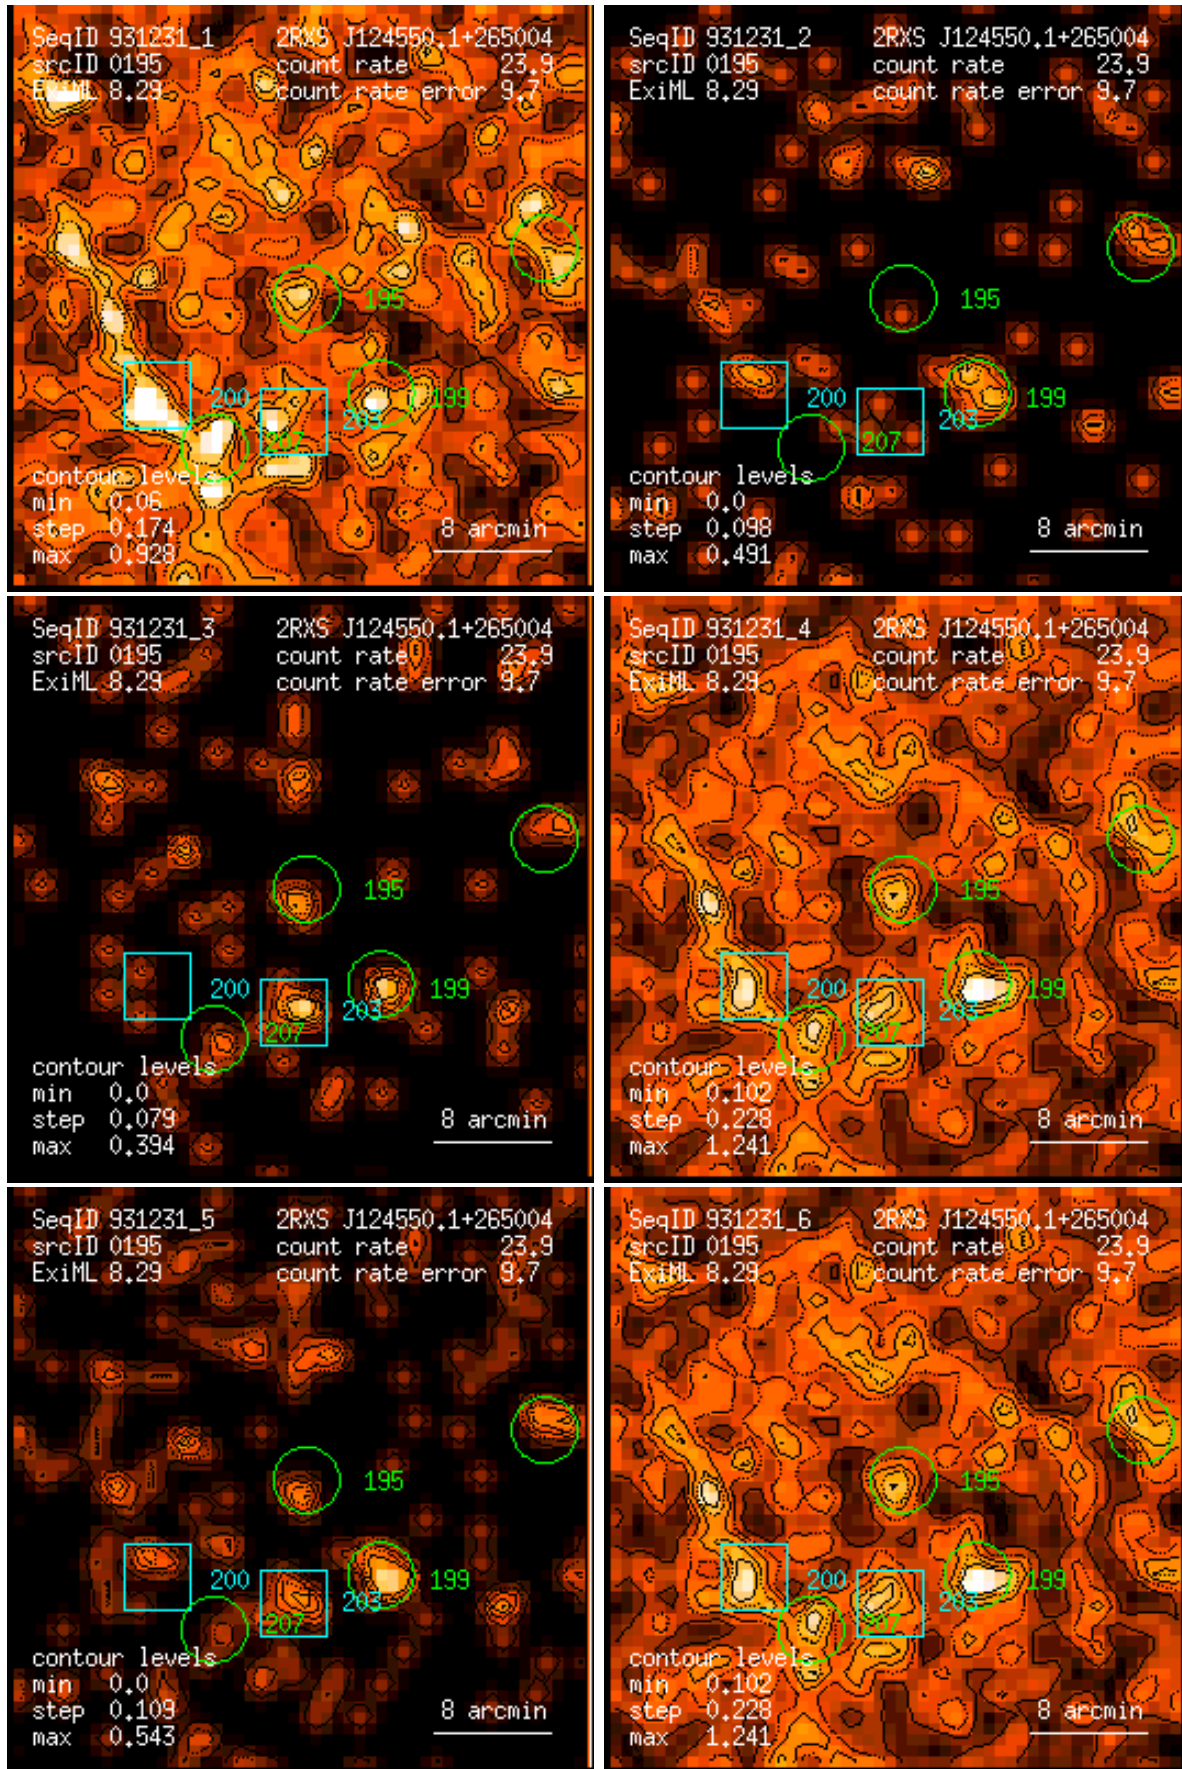 SeqID 931231_1 2RXS J124550.1+265004
srcID 0195 count rate 23.9
ExiML 8.29 count rate error 9.7
195
200 199
203
207
contour levels
min 0.06
step 0.174 8 arcmin
max 0.928
SeqID 931231_2 2RXS J124550.1+265004
srcID 0195 count rate 23.9
ExiML 8.29 count rate error 9.7
195
200 199
203
207
contour levels
min 0.0
step 0.098 8 arcmin
max 0.491
SeqID 931231_3 2RXS J124550.1+265004
srcID 0195 count rate 23.9
ExiML 8.29 count rate error 9.7
195
200 199
203
207
contour levels
min 0.0
step 0.079 8 arcmin
max 0.394
SeqID 931231_4 2RXS J124550.1+265004
srcID 0195 count rate 23.9
ExiML 8.29 count rate error 9.7
195
200 199
203
207
contour levels
min 0.102
step 0.228 8 arcmin
max 1.241
SeqID 931231_5 2RXS J124550.1+265004
srcID 0195 count rate 23.9
ExiML 8.29 count rate error 9.7
195
200 199
203
207
contour levels
min 0.0
step 0.109 8 arcmin
max 0.543
SeqID 931231_6 2RXS J124550.1+265004
srcID 0195 count rate 23.9
ExiML 8.29 count rate error 9.7
195
200 199
203
207
contour levels
min 0.102
step 0.228 8 arcmin
max 1.241